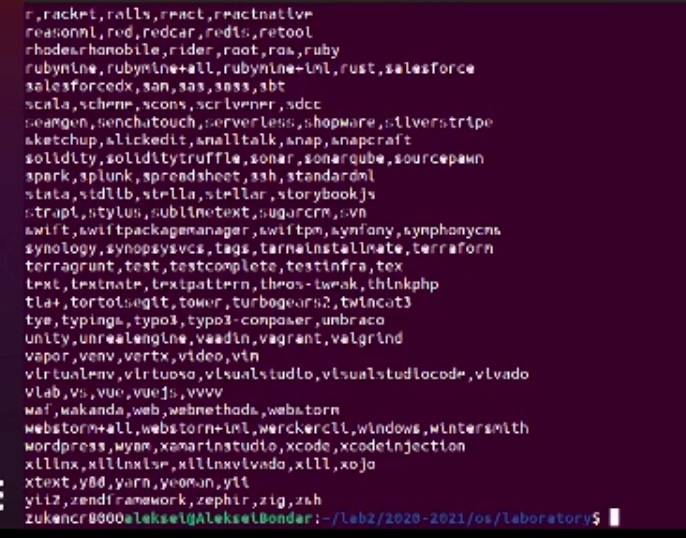 r,racket,rails,react,reactnative
reasonml,red,redcar,redis,retool
rhodesrhomobile,rider,root,ros,ruby
rubymine,rubymine+all,rubymine+iml,rust,salesforce
salesforcedx,sam,sas,sass,sbt
scala,scheme,scons,scrivener,sdcc
seamgen,senchatouch,serverless,shopware,silverstripe
sketchup,slickedit,smalltalk,snap,snapcraft
solidity,soliditytruffle,sonar,sonarqube,sourcepawn
spark,splunk,spreadsheet,ssh,standardml
stata,stdlib,stella,stellar,storybookjs
strapi,stylus,sublimetext,sugarcrm,svn
swift,swiftpackagemanager,swiftpm,symfony,symphonycms
synology,synopsysvcs,tags,tarmainstallmate,terraform
terragrunt,test,testcomplete,testinfra,tex
text,textmate,textpattern,theos-tweak,thinkphp
tla+,tortoisegit,tower,turbogears2,twincat3
tye,typings,typo3,typo3-composer,umbraco
unity,unrealengine,vaadin,vagrant,valgrind
vapor,venv,vertx,video,vim
virtualenv,virtuoso,visualstudio,visualstudiocode,vivado
vlab,vs,vue,vuejs,vvvv
waf,wakanda,web,webmethods,webstorm
webstorm+all,webstorm+iml,werckercli,windows,wintersmith
wordpress,wyam,xamarinstudio,xcode,xcodeinjection
xilinx,xilinxise,xilinxvivado,xill,xojo
xtext,y86,yarn,yeoman,yii
yii2,zendframework,zephir,zig,zsh
zukencr8000aleksei@AlekseiBondar:~/lab2/2020-2021/os/laboratory$